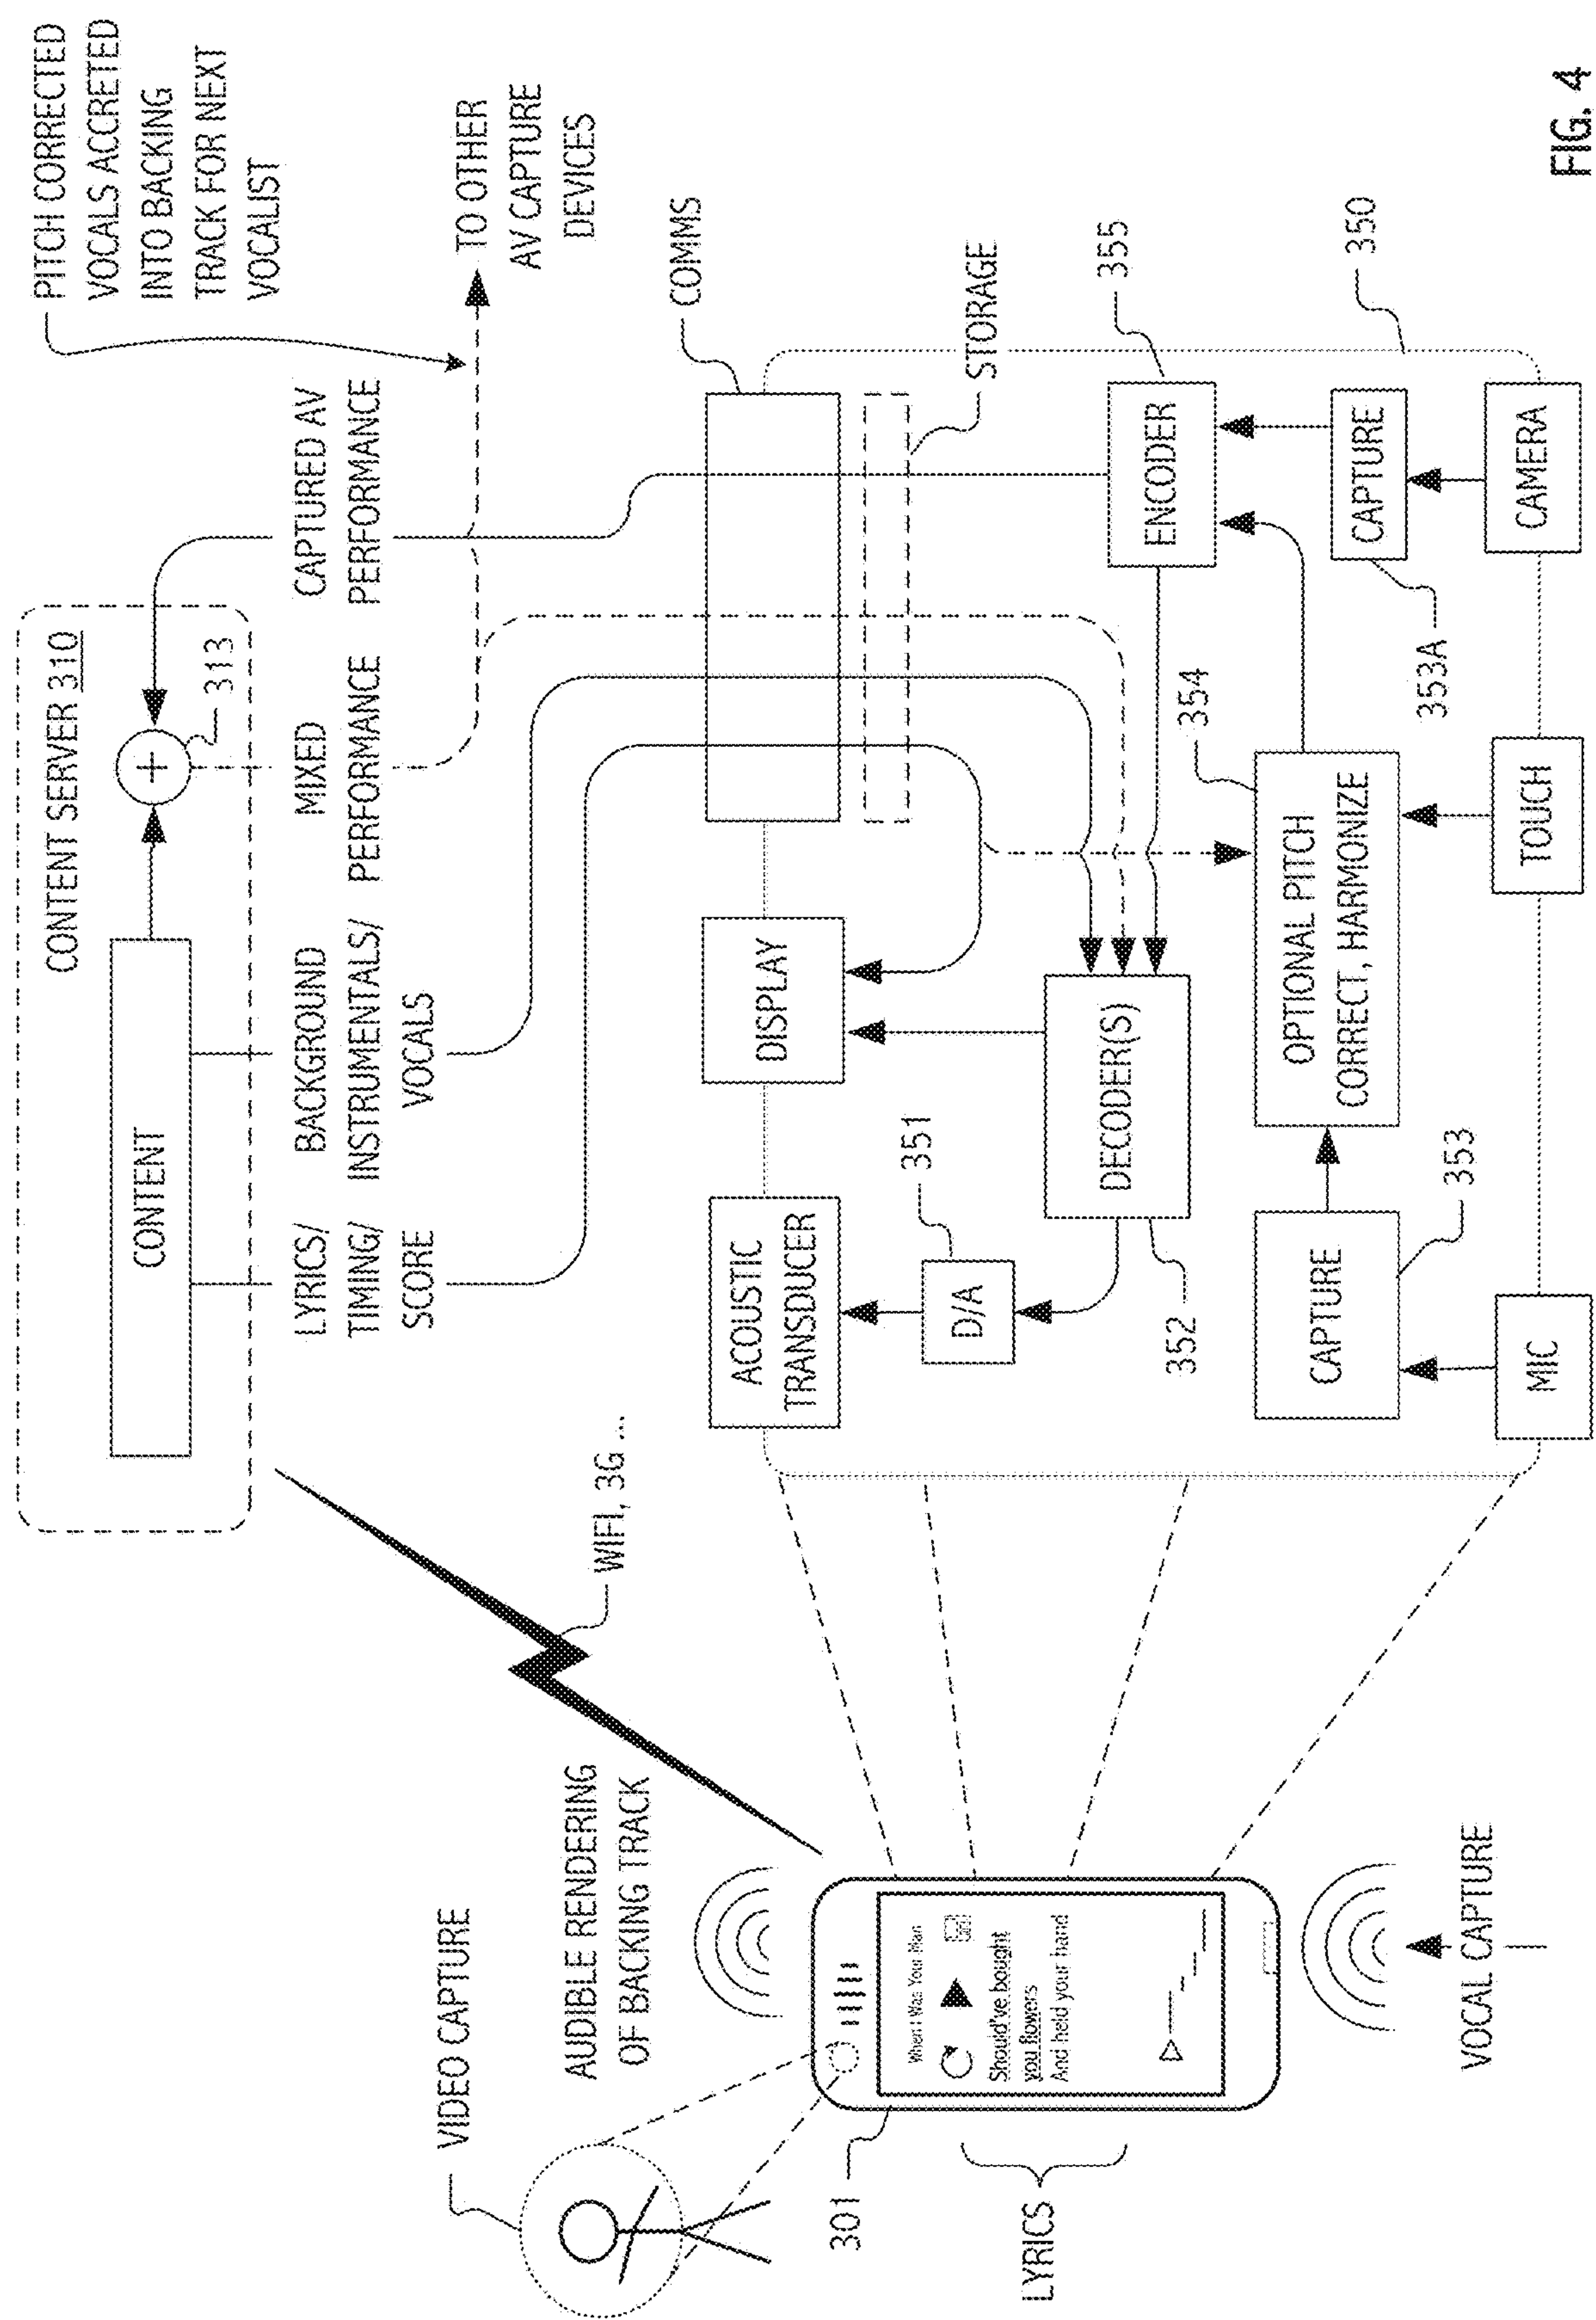 PITCH CORRECTED
VOCALS ACCRETED
INTO BACKING
TRACK FOR NEXT
VOCALIST
CONTENT SERVER 310
CONTENT
313
LYRICS/
TIMING/
SCORE
BACKGROUND
INSTRUMENTALS/
VOCALS
MIXED
PERFORMANCE
CAPTURED AV
PERFORMANCE
TO OTHER
AV CAPTURE
DEVICES
VIDEO CAPTURE
AUDIBLE RENDERING
OF BACKING TRACK
WIFI, 3G ...
COMMS
STORAGE
ACOUSTIC
TRANSDUCER
DISPLAY
D/A
351
DECODER(S)
352
ENCODER
355
354
OPTIONAL PITCH
CORRECT, HARMONIZE
CAPTURE
353
CAPTURE
353A
350
MIC
TOUCH
CAMERA
301
LYRICS
When I Was Your Man
Should've bought
you flowers
And held your hand
VOCAL CAPTURE
FIG. 4